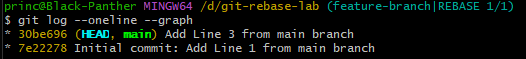 princ@Black-Panther MINGW64 /d/git-rebase-lab (feature-branch|REBASE 1/1)
$ git log --oneline --graph
* 30be696 (HEAD, main) Add Line 3 from main branch
* 7e22278 Initial commit: Add Line 1 from main branch